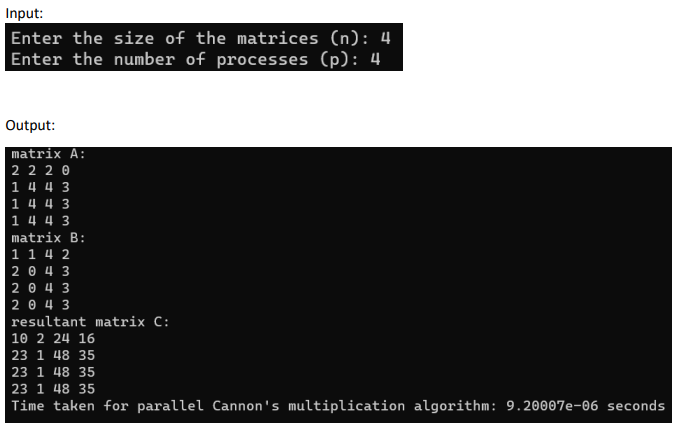 Input:
Enter the size of the matrices (n): 4
Enter the number of processes (p): 4
Output:
matrix A:
2 2 2 0
1 4 4 3
1 4 4 3
1 4 4 3
matrix B:
1 1 4 2
2 0 4 3
2 0 4 3
2 0 4 3
resultant matrix C:
10 2 24 16
23 1 48 35
23 1 48 35
23 1 48 35
Time taken for parallel Cannon's multiplication algorithm: 9.20007e-06 seconds